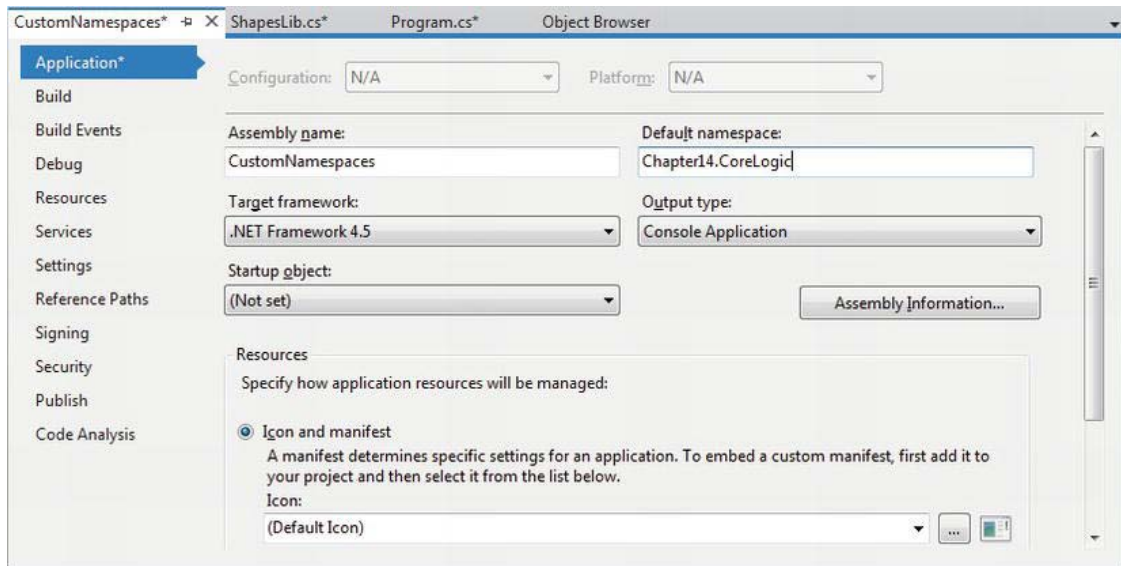 CustomNamespaces*
ShapesLib.cs*
Program.cs*
Object Browser
Application*
Build
Build Events
Debug
Resources
Services
Settings
Reference Paths
Signing
Security
Publish
Code Analysis
Configuration: N/A
Platform: N/A
Assembly name:
CustomNamespaces
Default namespace:
Chapter14.CoreLogic
Target framework:
.NET Framework 4.5
Output type:
Console Application
Startup object:
(Not set)
Assembly Information...
Resources
Specify how application resources will be managed:
Icon and manifest
A manifest determines specific settings for an application. To embed a custom manifest, first add it to
your project and then select it from the list below.
Icon:
(Default Icon)
...